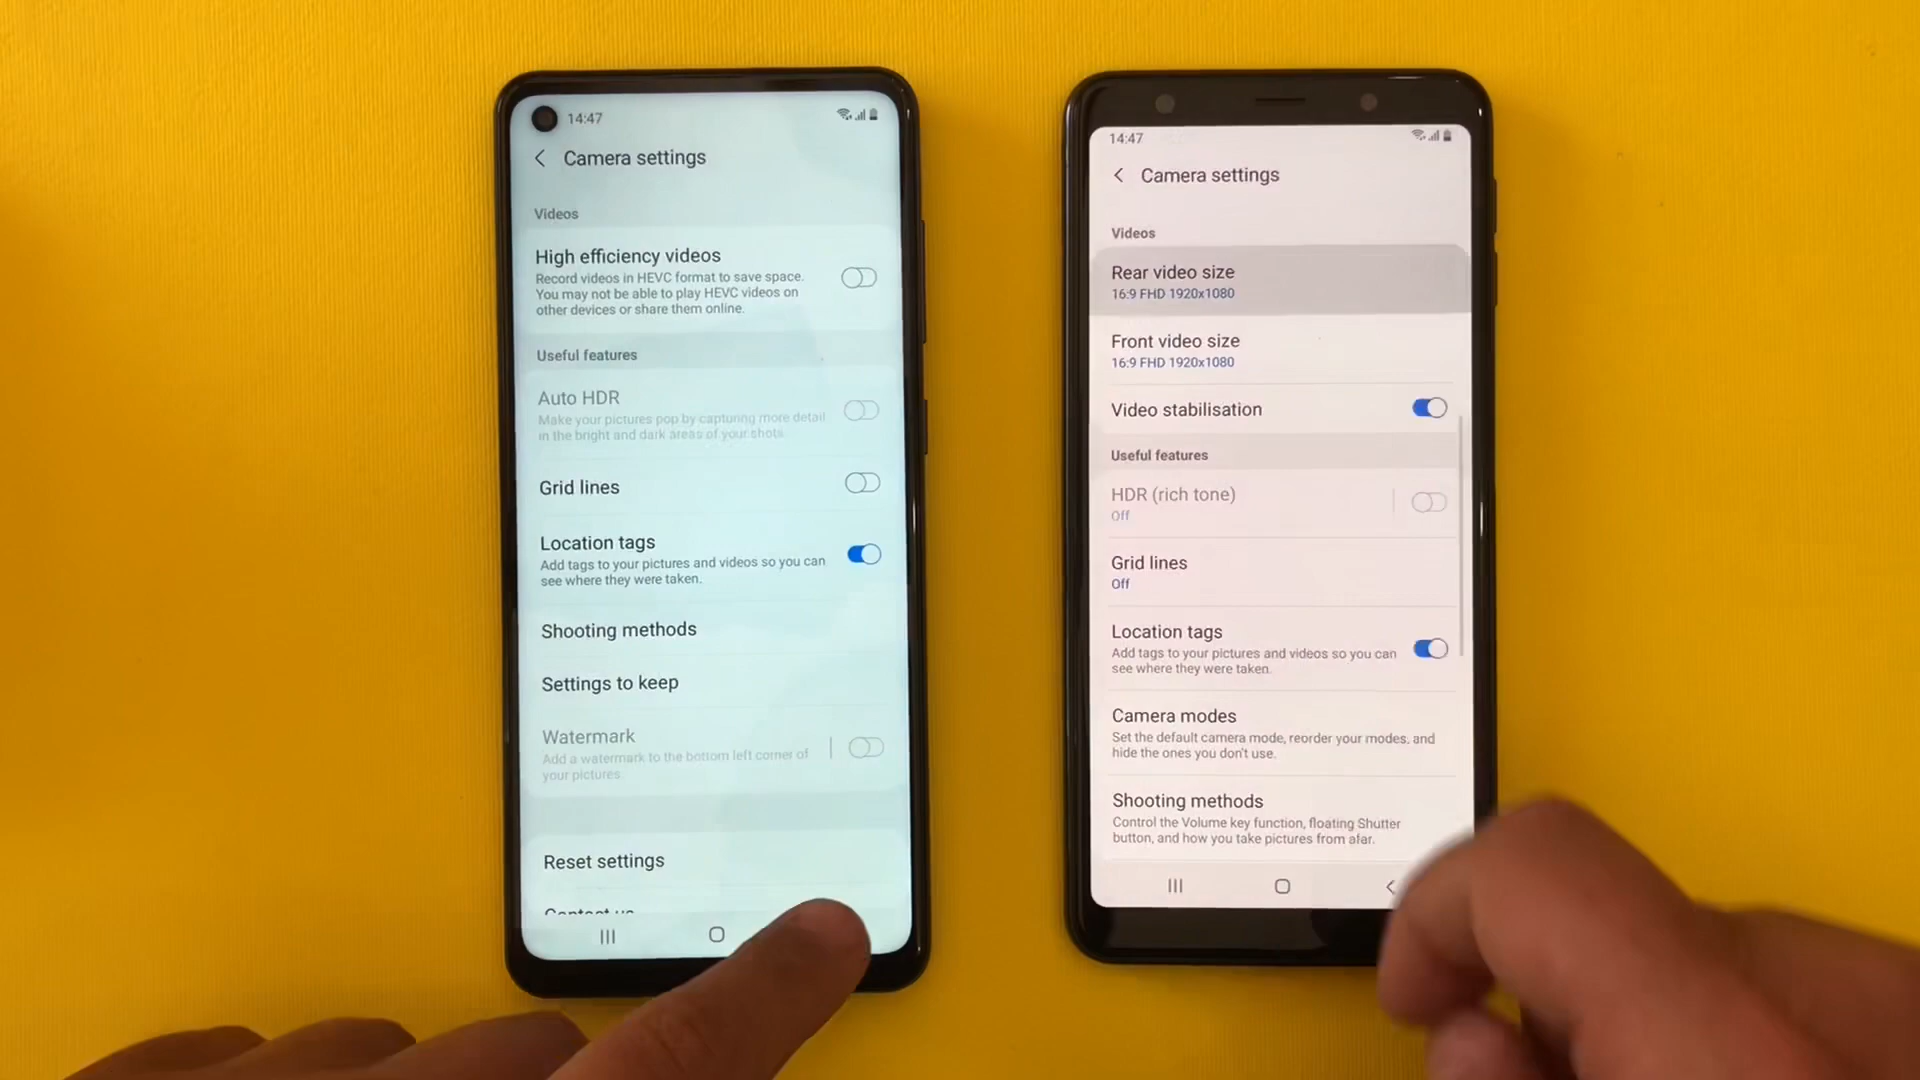 14:47
Camera settings
Videos
High efficiency videos
Record videos in HEVC format to save space.
You may not be able to play HEVC videos on
other devices or share them online.
Useful features
Auto HDR
Make your pictures pop by capturing more detail
in the bright and dark areas of your shots.
Grid lines
Location tags
Add tags to your pictures and videos so you can
see where they were taken.
Shooting methods
Settings to keep
Watermark
Add a watermark to the bottom left corner of
your pictures.
Reset settings
Contact us
14:47
Camera settings
Videos
Rear video size
16:9 FHD 1920x1080
Front video size
16:9 FHD 1920x1080
Video stabilisation
Useful features
HDR (rich tone)
Off
Grid lines
Off
Location tags
Add tags to your pictures and videos so you can
see where they were taken.
Camera modes
Set the default camera mode, reorder your modes, and
hide the ones you don't use.
Shooting methods
Control the Volume key function, floating Shutter
button, and how you take pictures from afar.